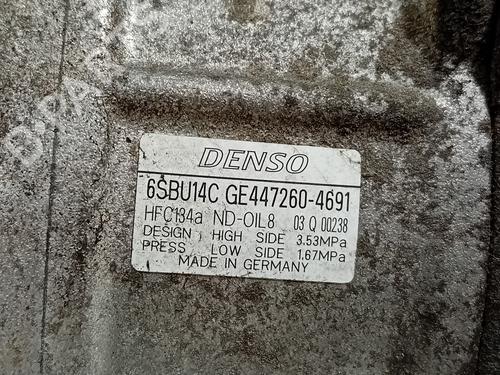 DENSO
6SBU14C GE447260-4691
HFC134a ND-OIL8 03 Q 00238
DESIGN HIGH SIDE 3.53MPa
PRESS LOW SIDE 1.67MPa
MADE IN GERMANY